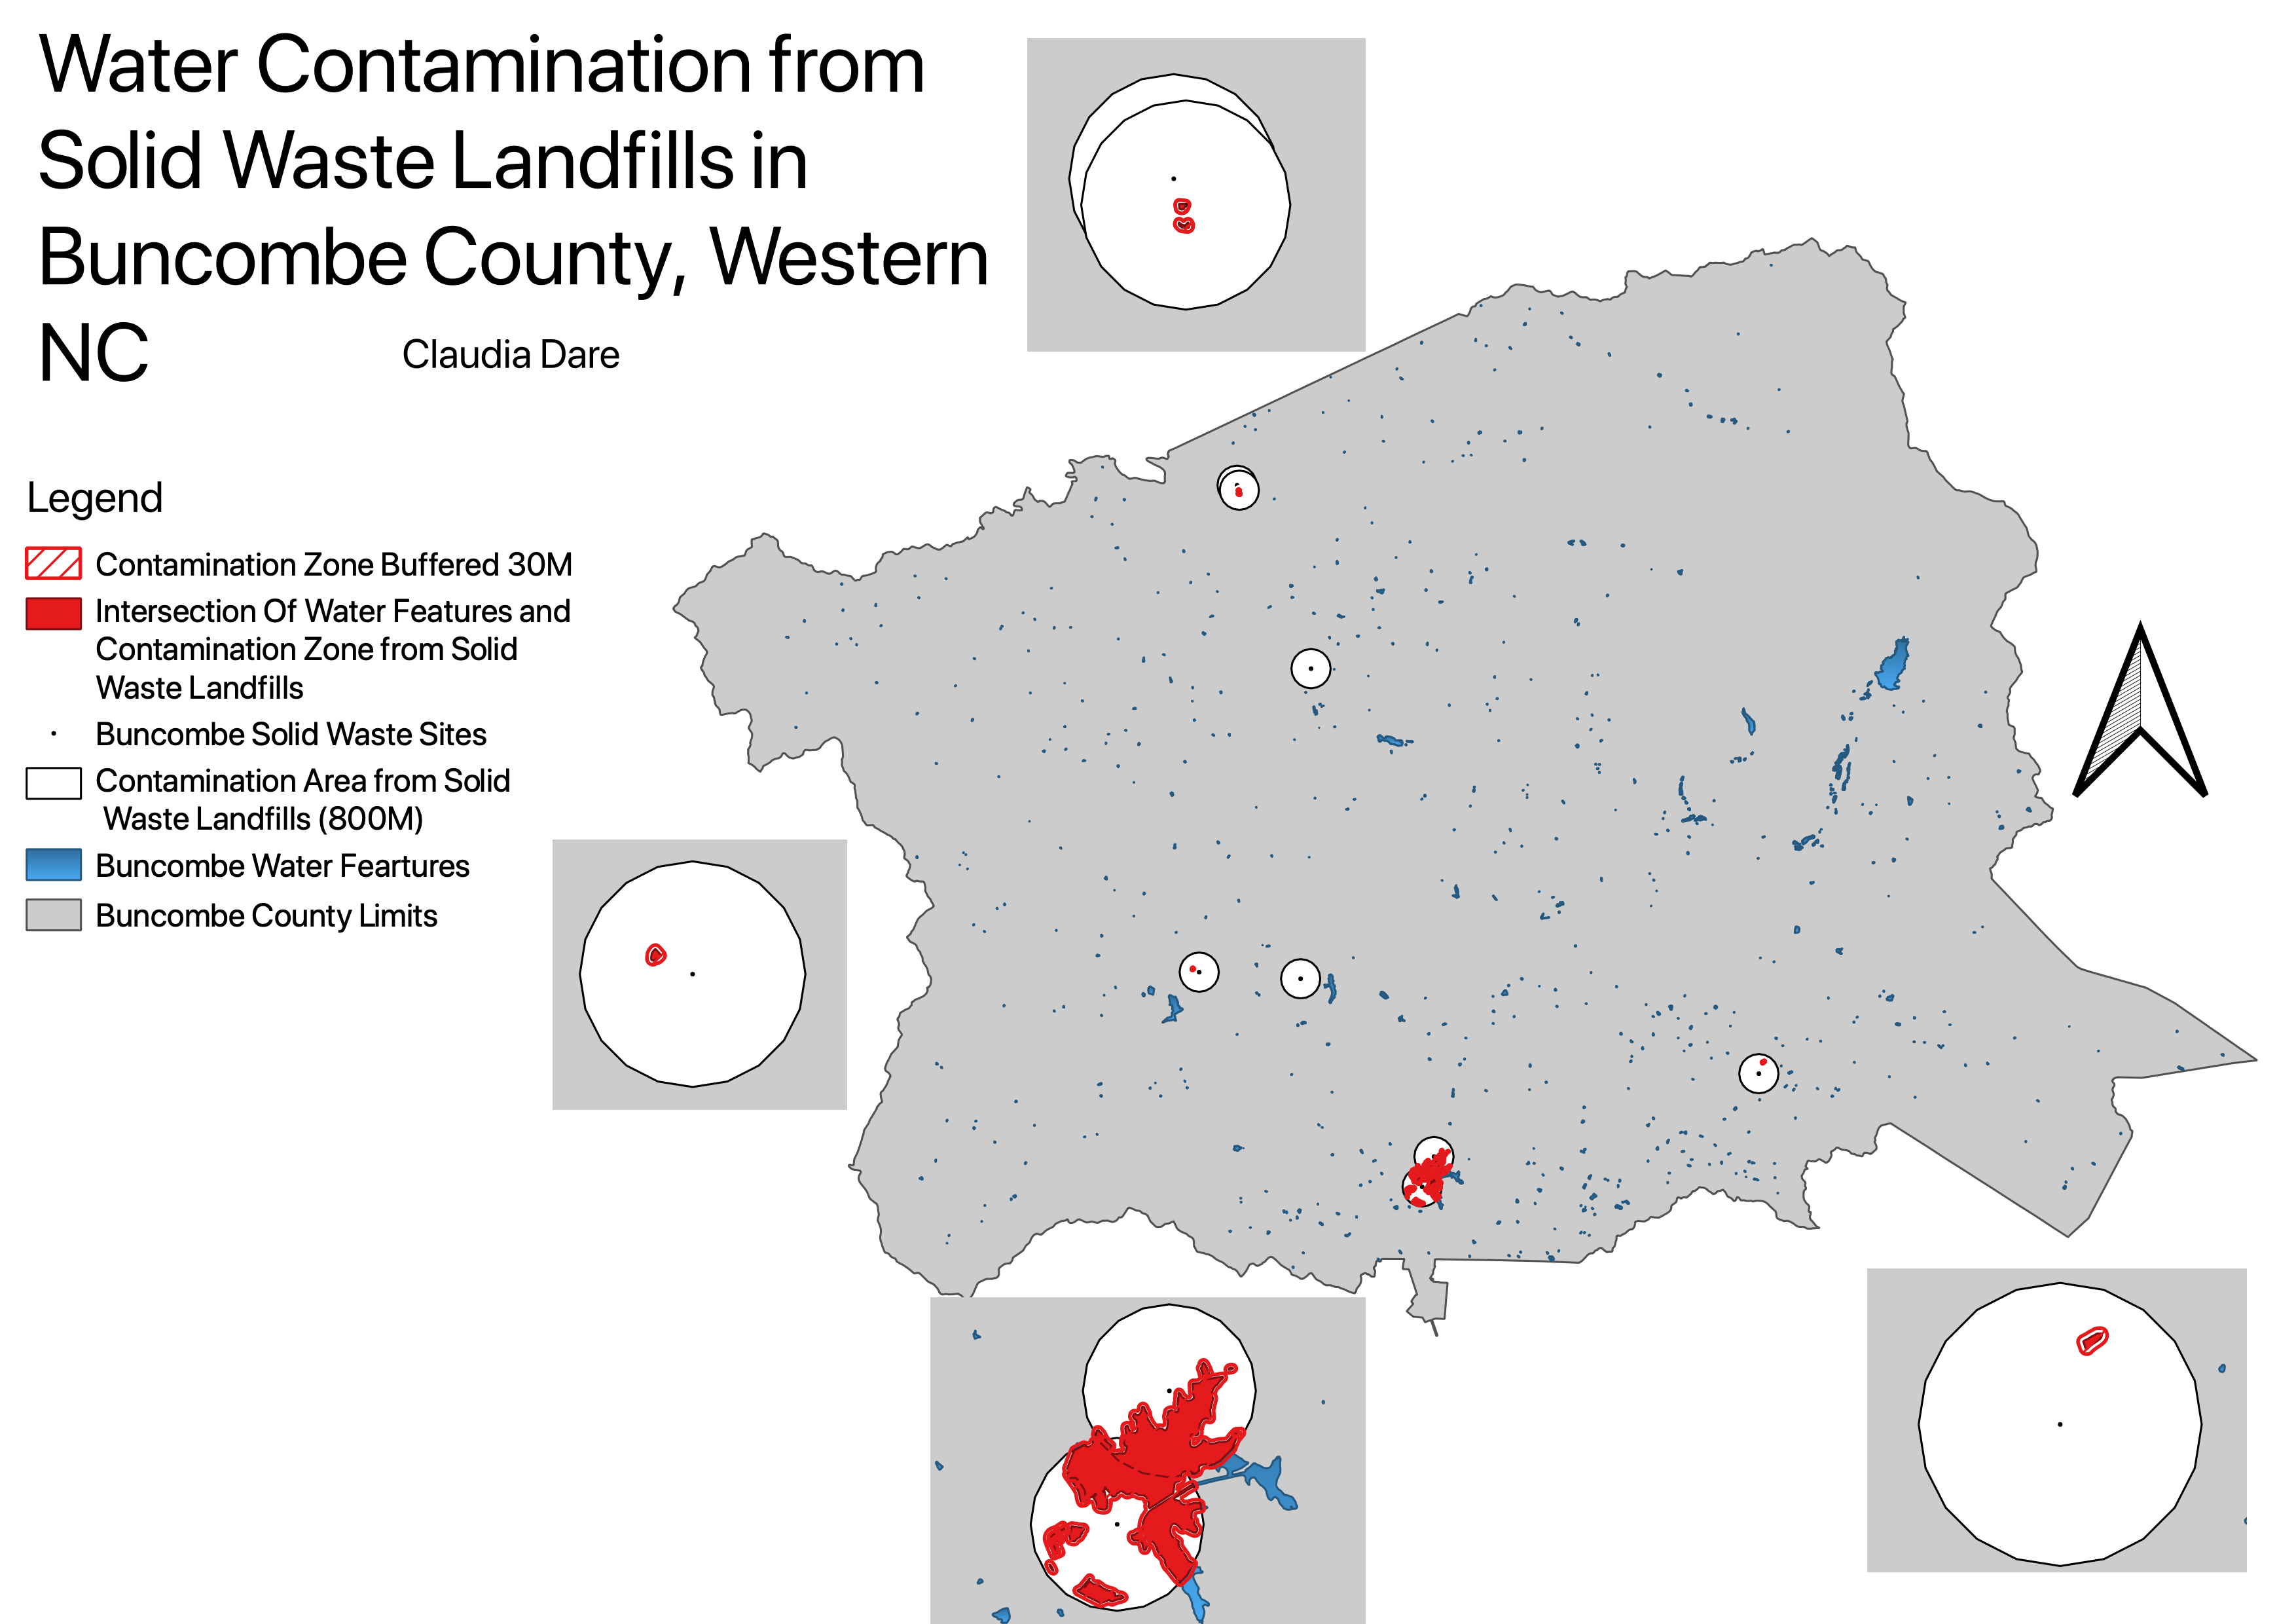 Water Contamination from
Solid Waste Landfills in
Buncombe County, Western
NC
Claudia Dare
Legend
Contamination Zone Buffered 30M
Intersection Of Water Features and
Contamination Zone from Solid
Waste Landfills
Buncombe Solid Waste Sites
Contamination Area from Solid
Waste Landfills (800M)
Buncombe Water Feartures
Buncombe County Limits